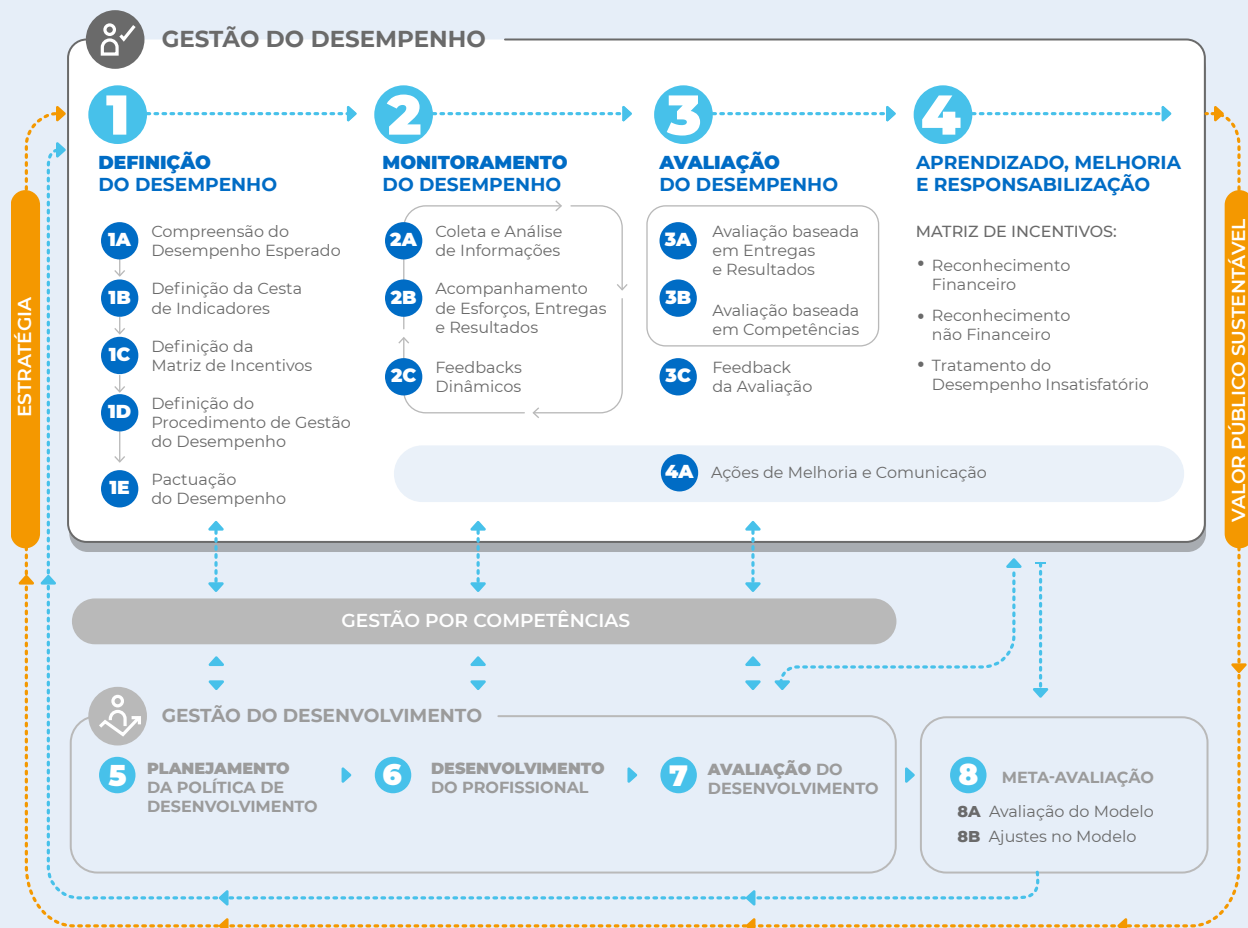 GESTÃO DO DESEMPENHO
ESTRATÉGIA
1
DEFINIÇÃO
DO DESEMPENHO
1A
Compreensão do
Desempenho Esperado
1B
Definição da Cesta
de Indicadores
1C
Definição da
Matriz de Incentivos
1D
Definição do
Procedimento de Gestão
do Desempenho
1E
Pactuação
do Desempenho
2
MONITORAMENTO
DO DESEMPENHO
2A
Coleta e Análise
de Informações
2B
Acompanhamento
de Esforços, Entregas
e Resultados
2C
Feedbacks
Dinâmicos
3
AVALIAÇÃO
DO DESEMPENHO
3A
Avaliação baseada
em Entregas
e Resultados
3B
Avaliação baseada
em Competências
3C
Feedback
da Avaliação
4
APRENDIZADO, MELHORIA
E RESPONSABILIZAÇÃO
MATRIZ DE INCENTIVOS:
• Reconhecimento
Financeiro
• Reconhecimento
não Financeiro
• Tratamento do
Desempenho Insatisfatório
4A
Ações de Melhoria e Comunicação
VALOR PÚBLICO SUSTENTÁVEL
GESTÃO POR COMPETÊNCIAS
GESTÃO DO DESENVOLVIMENTO
5
PLANEJAMENTO
DA POLÍTICA DE
DESENVOLVIMENTO
6
DESENVOLVIMENTO
DO PROFISSIONAL
7
AVALIAÇÃO DO
DESENVOLVIMENTO
8
META-AVALIAÇÃO
8A Avaliação do Modelo
8B Ajustes no Modelo